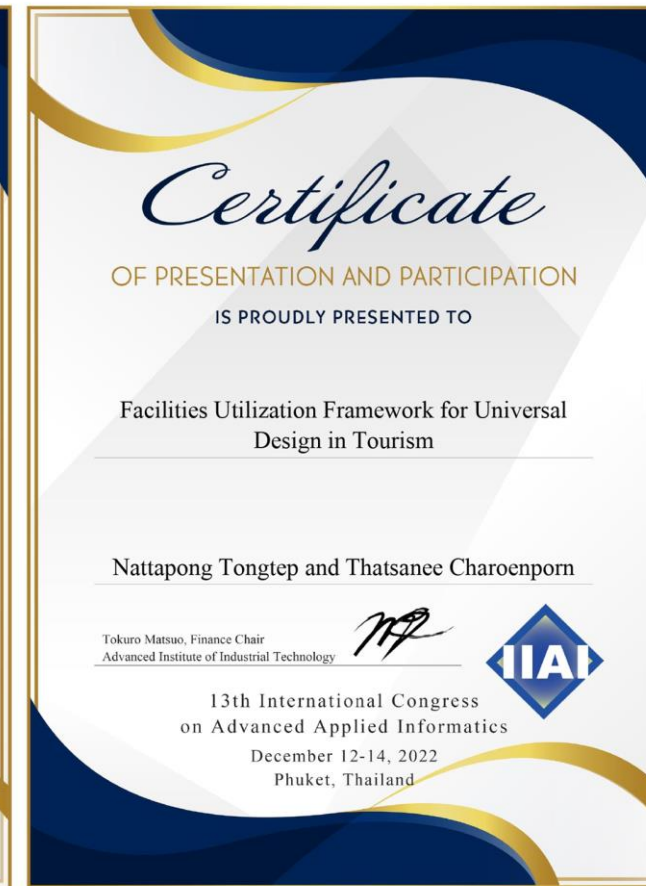 Certificate
OF PRESENTATION AND PARTICIPATION
IS PROUDLY PRESENTED TO
Facilities Utilization Framework for Universal
Design in Tourism
Nattapong Tongtep and Thatsanee Charoenporn
Tokuro Matsuo, Finance Chair
Advanced Institute of Industrial Technology
IIAI
13th International Congress
on Advanced Applied Informatics
December 12-14, 2022
Phuket, Thailand